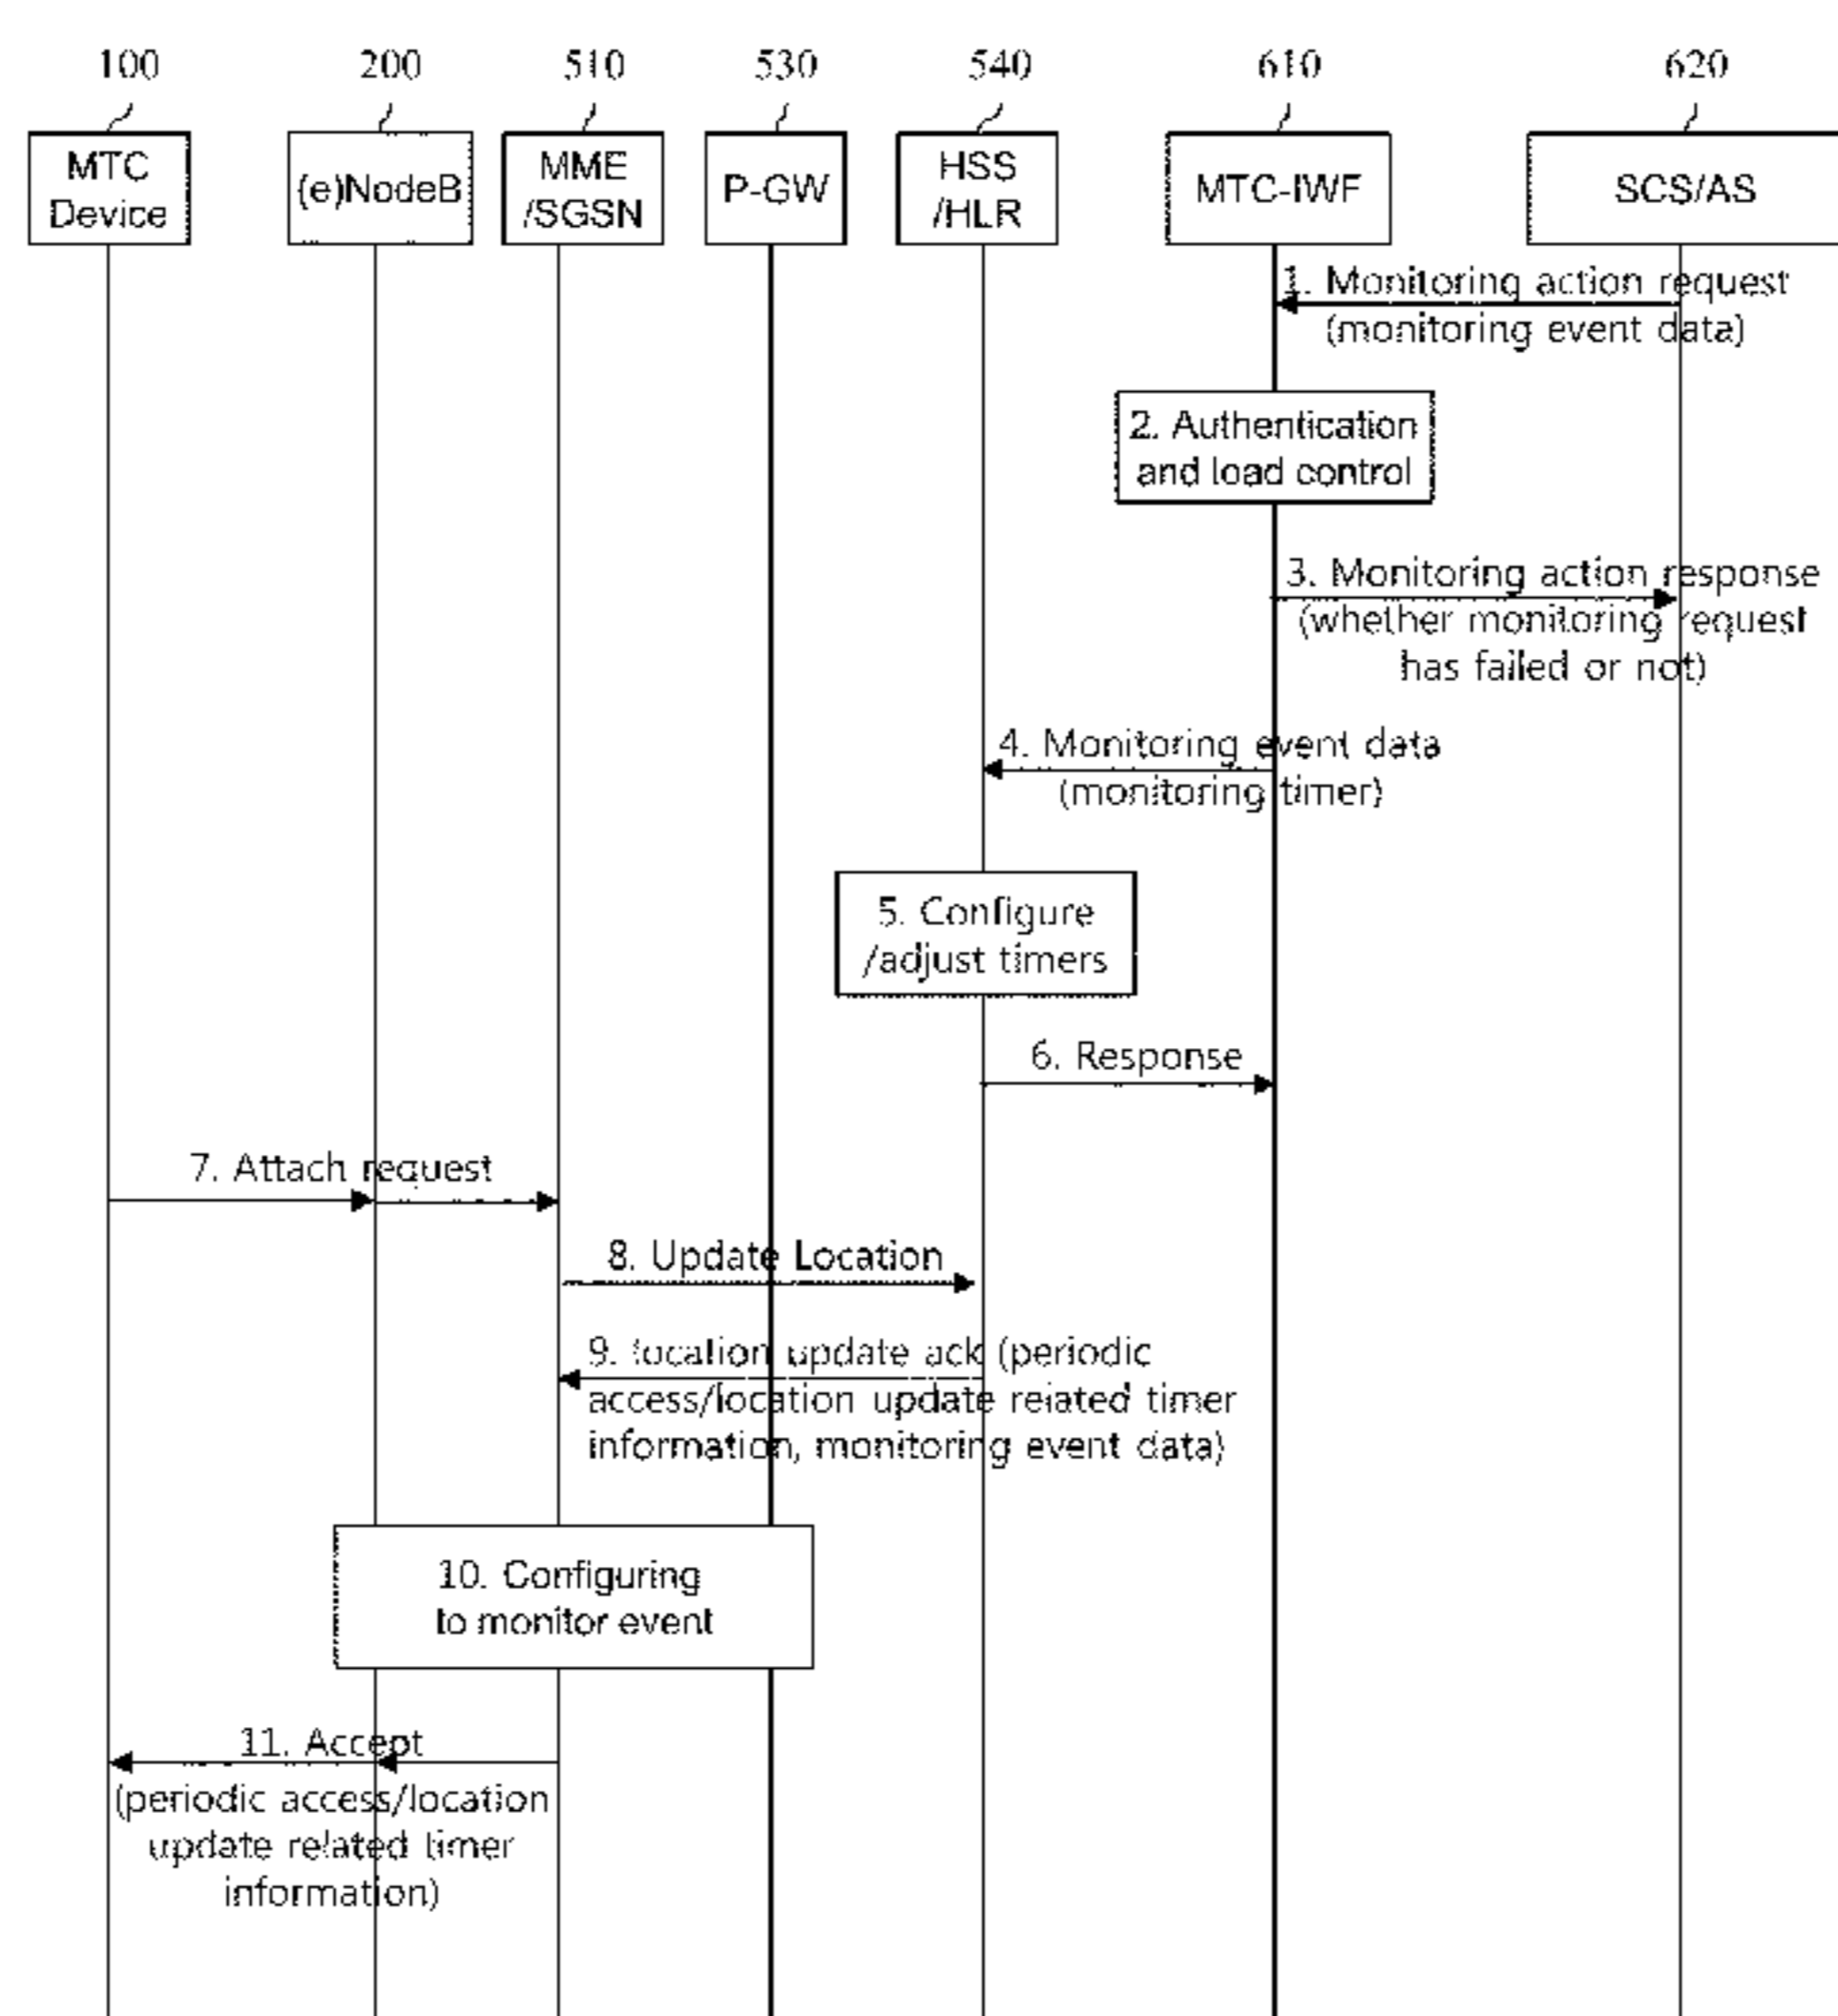 100 200 510 530 540 610 620
MTC
Device
(e)NodeB
MME
/SGSN
P-GW
HSS
/HLR
MTC-IWF
SCS/AS
1. Monitoring action request
(monitoring event data)
2. Authentication
and load control
3. Monitoring action response
(whether monitoring request
has failed or not)
4. Monitoring event data
(monitoring timer)
5. Configure
/adjust timers
6. Response
7. Attach request
8. Update Location
9. location update ack (periodic
access/location update related timer
information, monitoring event data)
10. Configuring
to monitor event
11. Accept
(periodic access/location
update related timer
information)